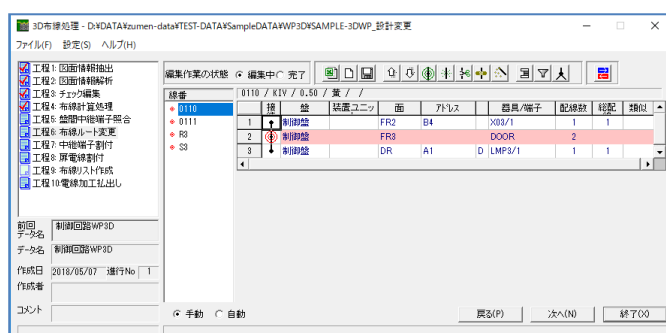 3D布線処理 - D:¥DATA¥zumen-data¥TEST-DATA¥SampleDATA¥WP3D¥SAMPLE-3DWP_設計変更
ファイル(F) 設定(S) ヘルプ(H)
工程1:図面情報抽出
工程2:図面情報解析
工程3:チェック編集
工程4:布線計算処理
工程5:盤間中継端子照合
工程6:布線ルート変更
工程7:中継端子割付
工程8:扉電線割付
工程9:布線リスト作成
工程10:電線加工払出し
前回データ名 制御回路WP3D
データ名 制御回路WP3D
作成日 2018/05/07 進行No 1
作成者
コメント
編集作業の状態 編集中 完了
線番
0110
0111
R3
S3
0110 / KIV / 0.50 / 黄 / /
接 盤 装置ユニッ 面 アドレス 器具/端子 配線数 総配 類似
1 制御盤 FR2 B4 X03/1 1 1
2 制御盤 FR3 DOOR 2
3 制御盤 DR A1 D LMP3/1 1 1
手動 自動
戻る(P) 次へ(N) 終了(X)